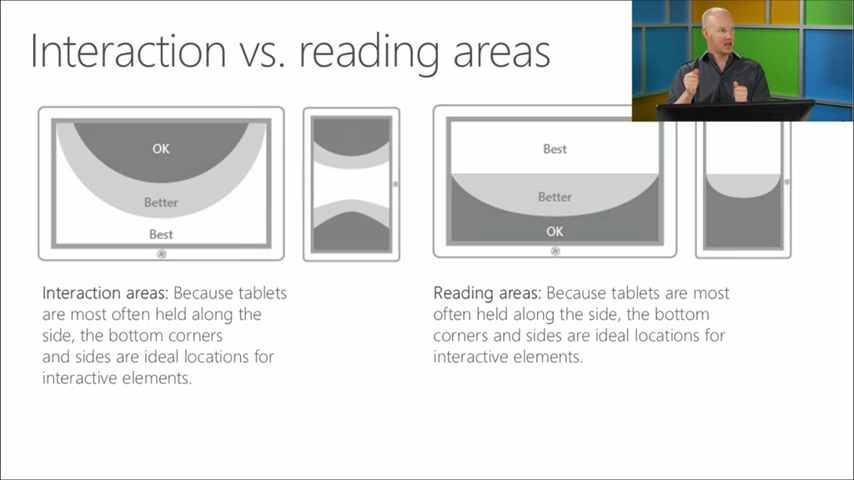 Interaction vs. reading areas
OK
Better
Best
Best
Better
OK
Interaction areas: Because tablets
are most often held along the
side, the bottom corners
and sides are ideal locations for
interactive elements.
Reading areas: Because tablets are most
often held along the side, the bottom
corners and sides are ideal locations for
interactive elements.